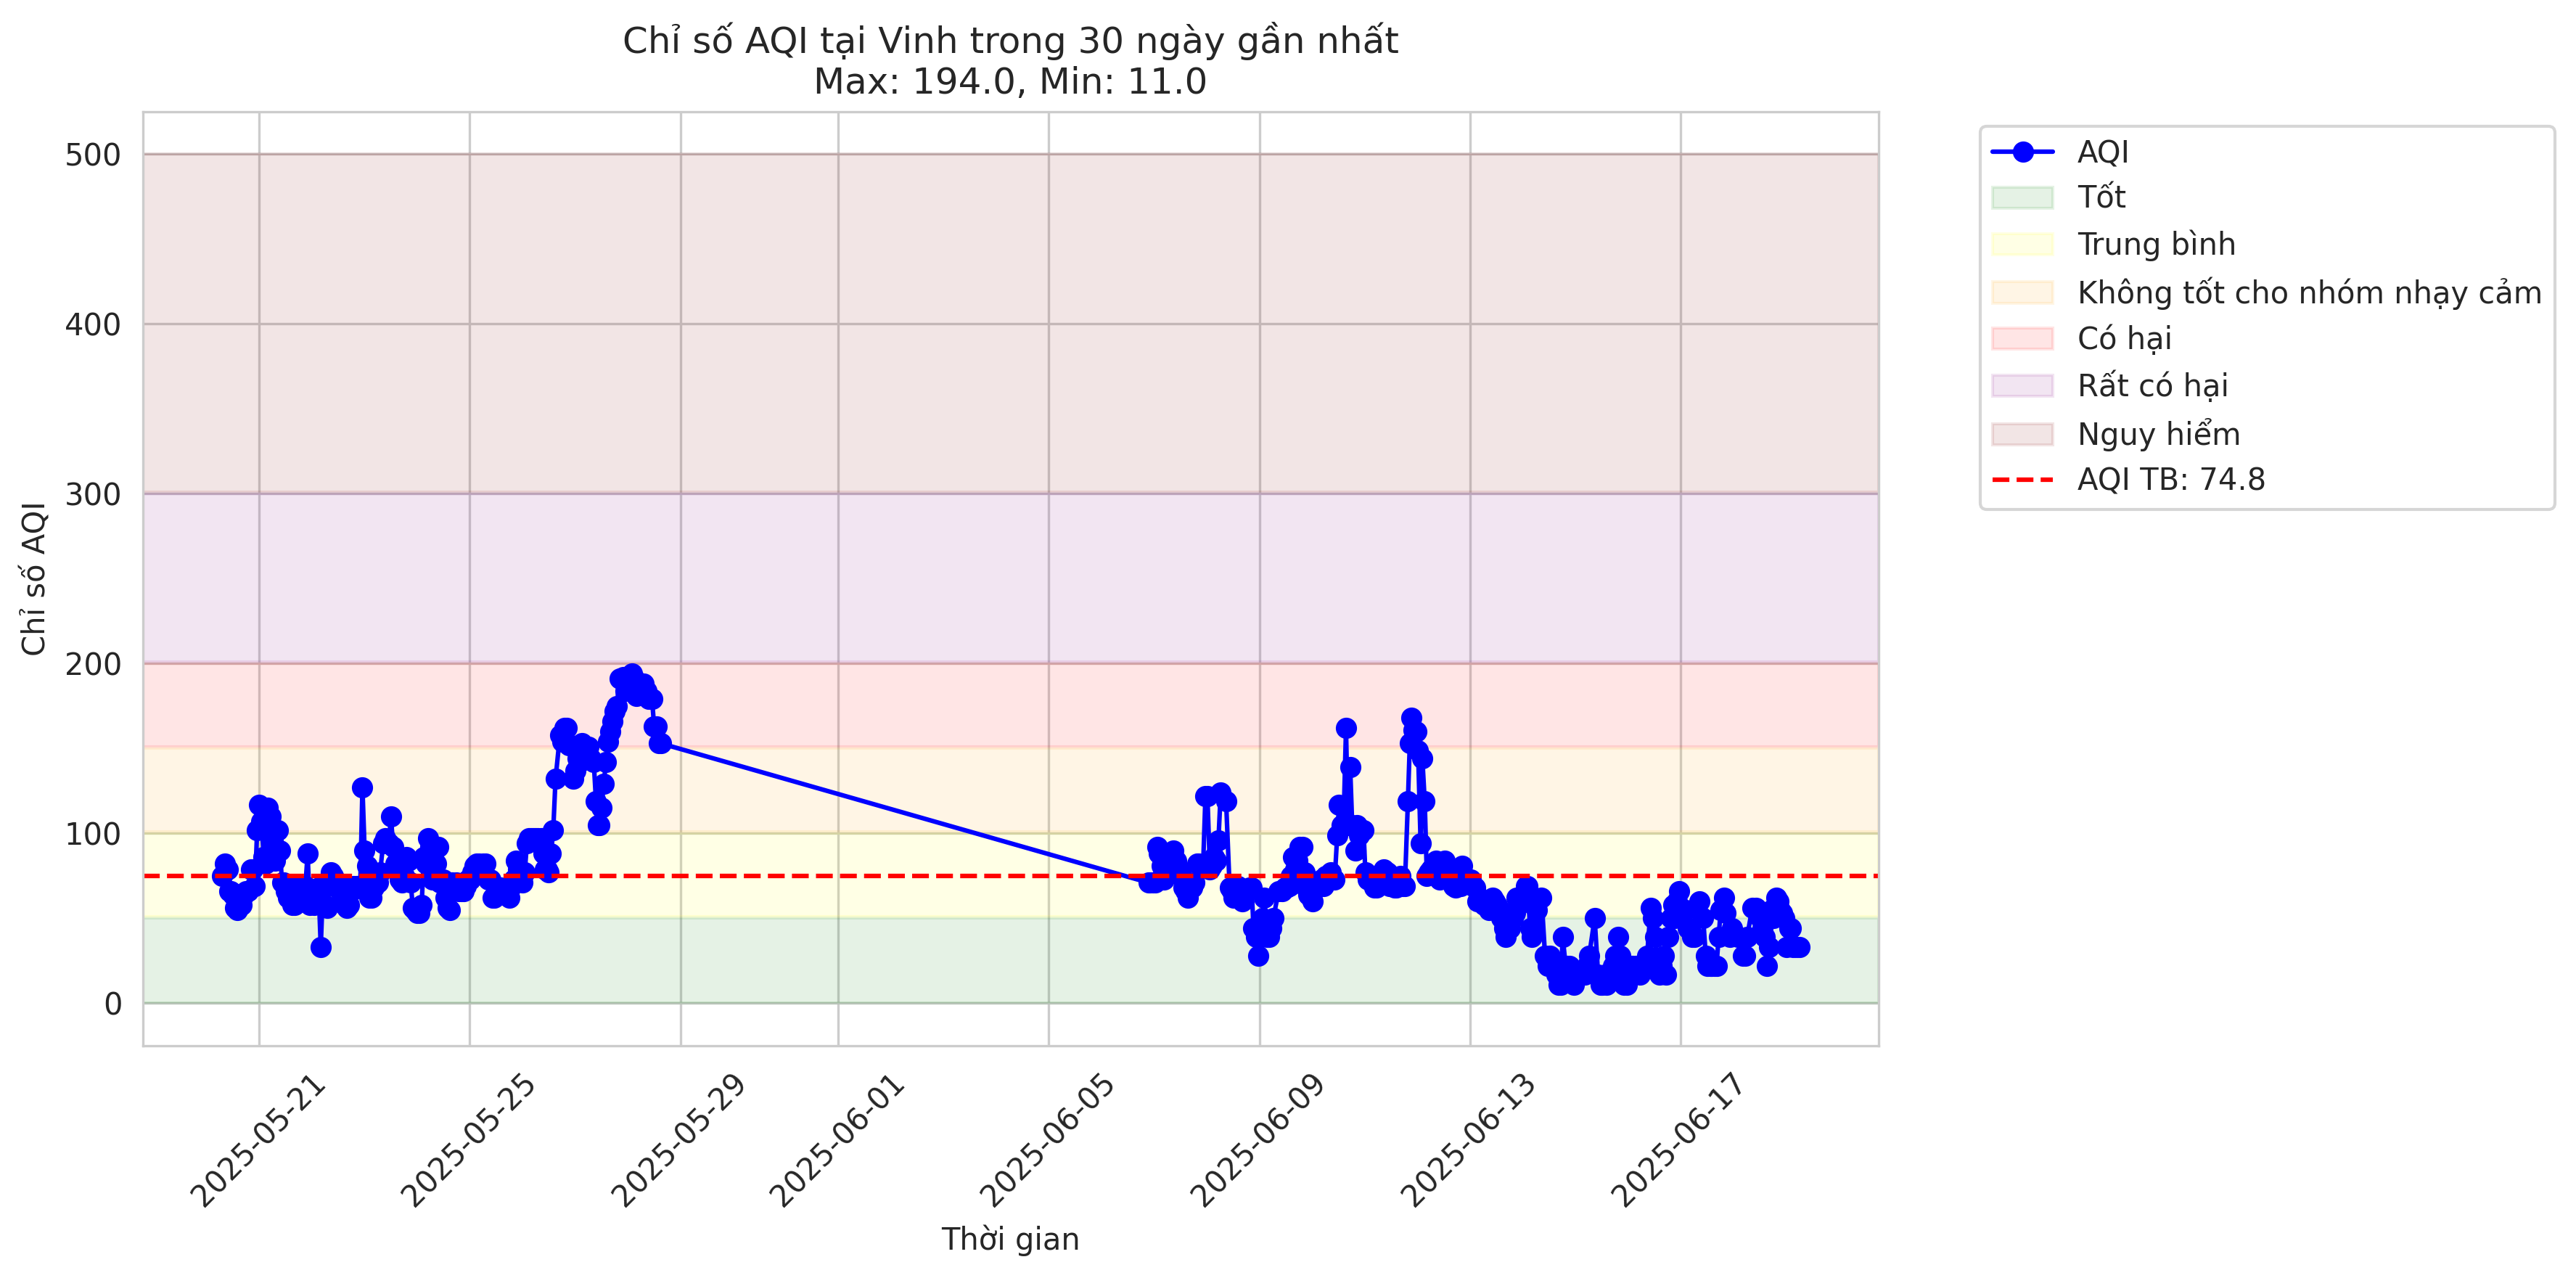 Chỉ số AQI tại Vinh trong 30 ngày gần nhất
Max: 194.0, Min: 11.0
Chỉ số AQI
500
400
300
200
100
0
2025-05-21
2025-05-25
2025-05-29
2025-06-01
2025-06-05
2025-06-09
2025-06-13
2025-06-17
Thời gian
AQI
Tốt
Trung bình
Không tốt cho nhóm nhạy cảm
Có hại
Rất có hại
Nguy hiểm
AQI TB: 74.8